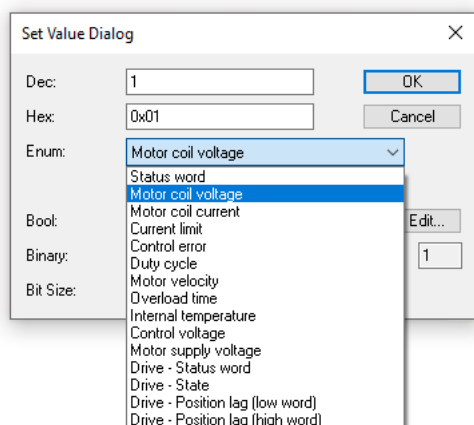 Set Value Dialog
Dec: 1 OK
Hex: 0x01 Cancel
Enum: Motor coil voltage
Status word
Motor coil voltage
Motor coil current
Bool: Current limit Edit...
Control error
Binary: Duty cycle 1
Motor velocity
Bit Size: Overload time
Internal temperature
Control voltage
Motor supply voltage
Drive - Status word
Drive - State
Drive - Position lag (low word)
Drive - Position lag (high word)